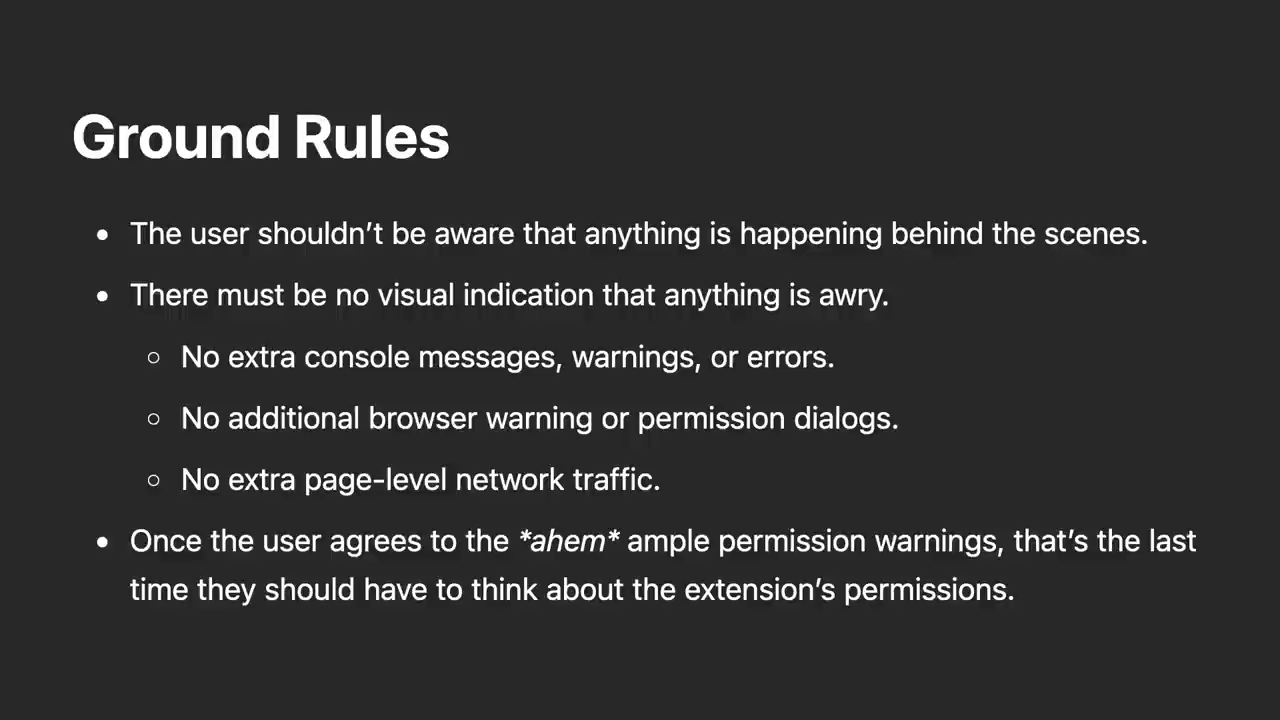 Ground Rules
• The user shouldn’t be aware that anything is happening behind the scenes.
• There must be no visual indication that anything is awry.
◦ No extra console messages, warnings, or errors.
◦ No additional browser warning or permission dialogs.
◦ No extra page-level network traffic.
• Once the user agrees to the *ahem* ample permission warnings, that’s the last
time they should have to think about the extension’s permissions.